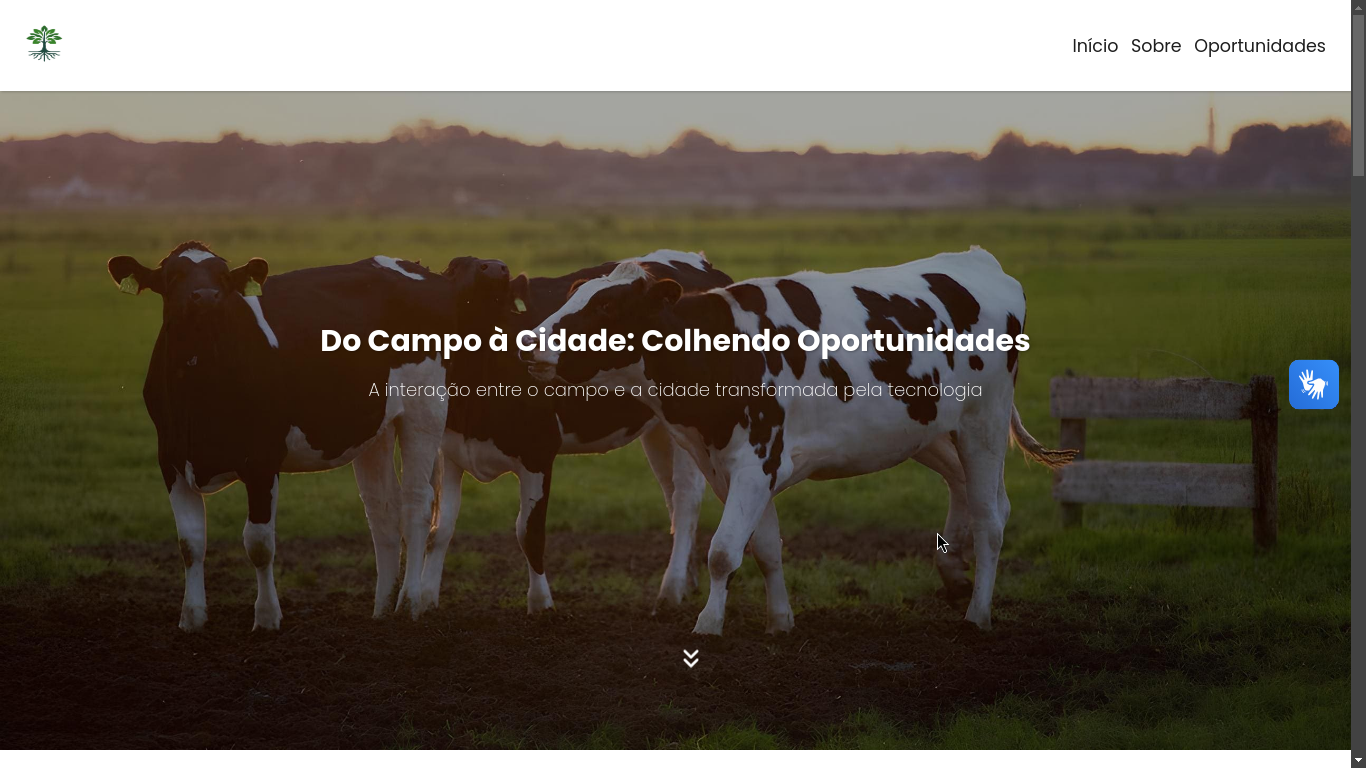 Início Sobre Oportunidades
Do Campo à Cidade: Colhendo Oportunidades
A interação entre o campo e a cidade transformada pela tecnologia